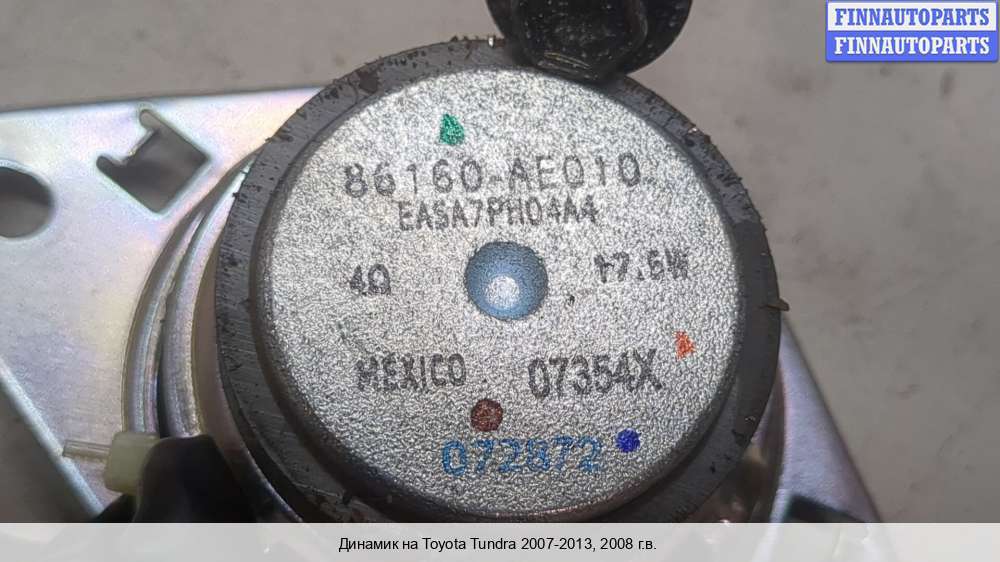 FINNAUTOPARTS
FINNAUTOPARTS
86160-AE010
EASA7PH04A4
4Ω 17.5W
MEXICO 07354X
072872
Динамик на Toyota Tundra 2007-2013, 2008 г.в.